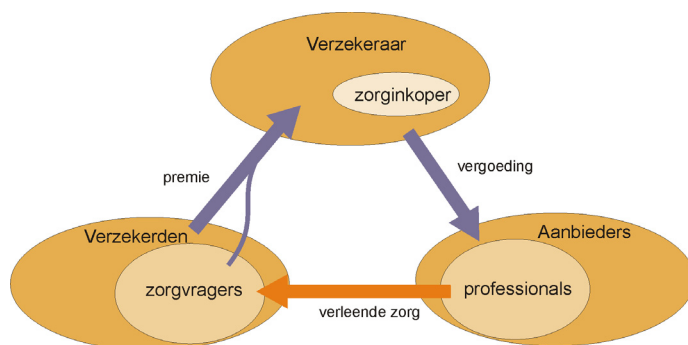 Verzekeraar
zorginkoper
premie
vergoeding
Verzekerden
Aanbieders
zorgvragers
professionals
verleende zorg